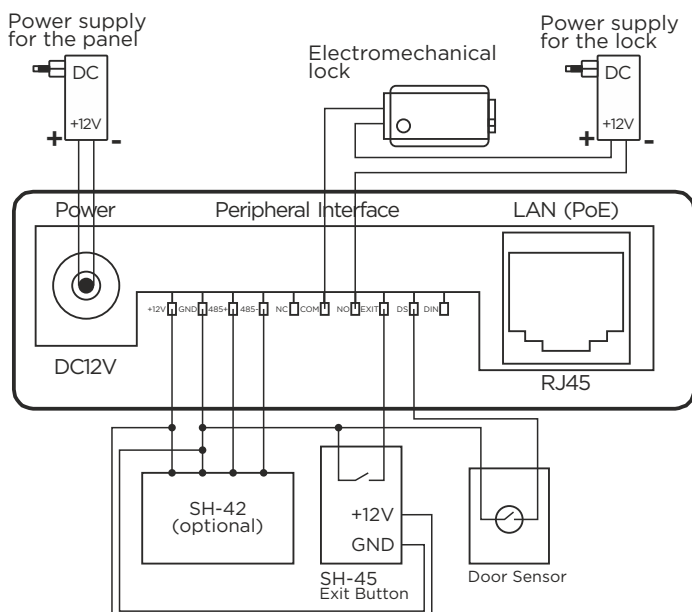 Power supply
for the panel
DC
+12V
+
-
Electromechanical
lock
Power supply
for the lock
DC
+12V
+
-
Power
Peripheral Interface
LAN (PoE)
+12V GND 485+ 485- NC COM NO EXIT DS DIN
DC12V
RJ45
SH-42
(optional)
+12V
GND
SH-45
Exit Button
Door Sensor